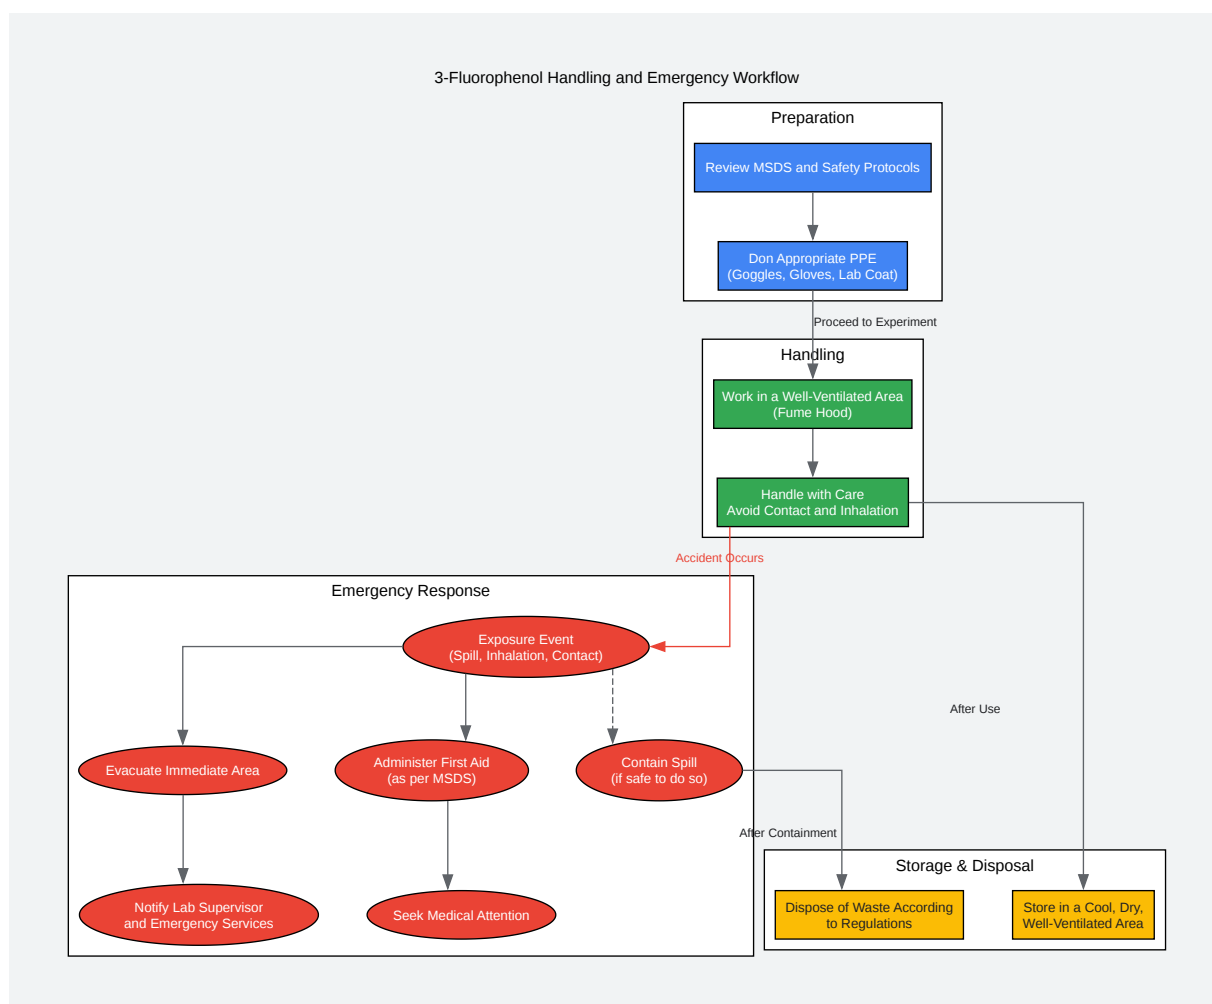 3-Fluorophenol Handling and Emergency Workflow
Preparation
Review MSDS and Safety Protocols
Don Appropriate PPE
(Goggles, Gloves, Lab Coat)
Proceed to Experiment
Handling
Work in a Well-Ventilated Area
(Fume Hood)
Handle with Care
Avoid Contact and Inhalation
Accident Occurs
Emergency Response
Exposure Event
(Spill, Inhalation, Contact)
After Use
Evacuate Immediate Area
Administer First Aid
(as per MSDS)
Contain Spill
(if safe to do so)
After Containment
Storage & Disposal
Notify Lab Supervisor
and Emergency Services
Seek Medical Attention
Dispose of Waste According
to Regulations
Store in a Cool, Dry,
Well-Ventilated Area